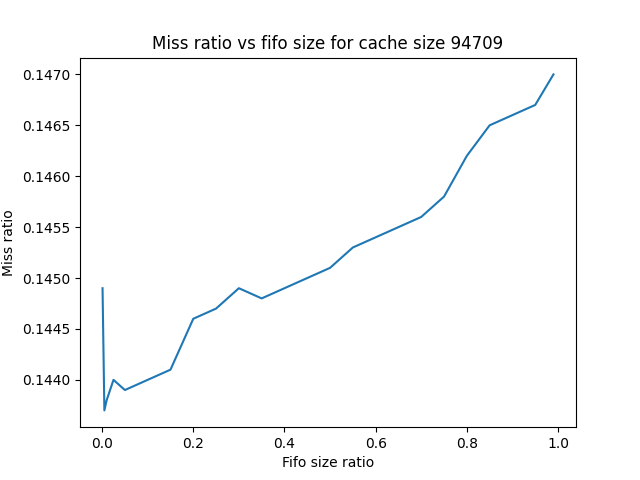 Miss ratio vs fifo size for cache size 94709
0.1470
0.1465
0.1460
0.1455
0.1450
0.1445
0.1440
Miss ratio
0.0 0.2 0.4 0.6 0.8 1.0
Fifo size ratio